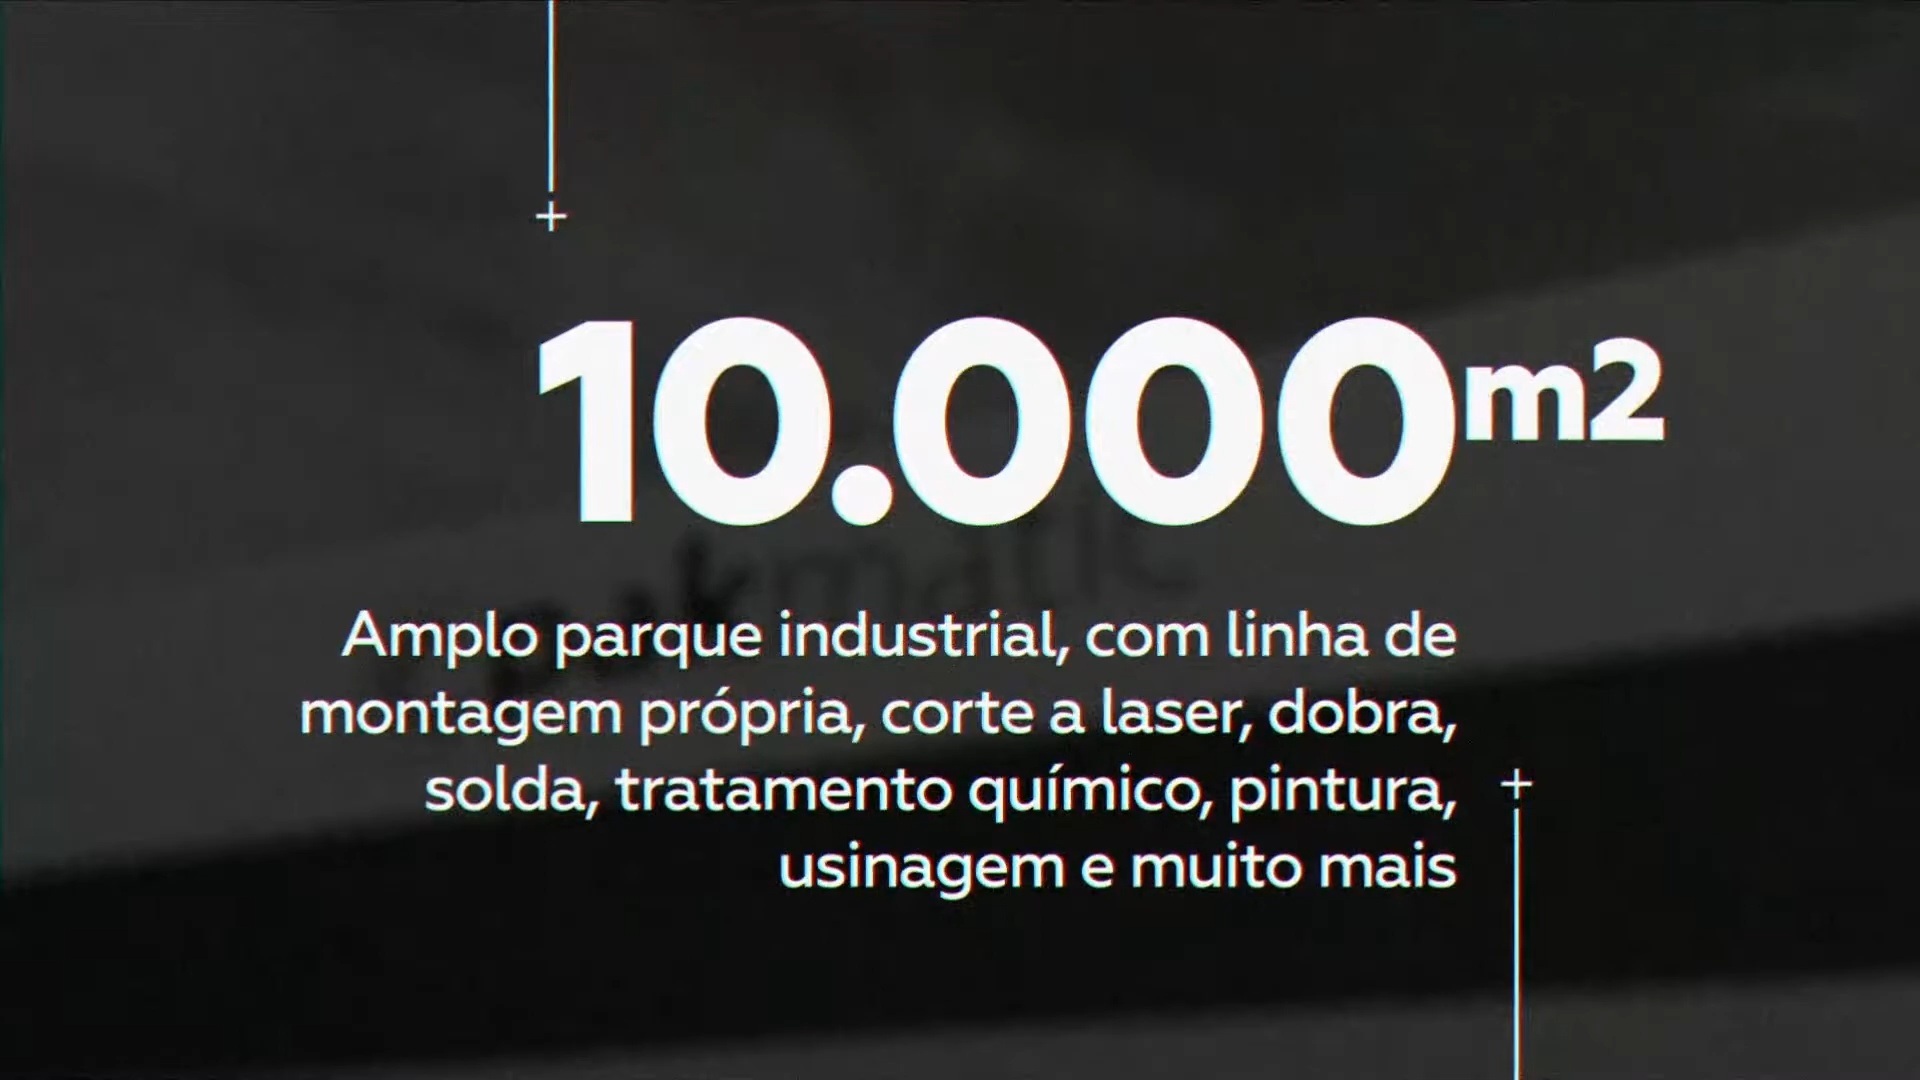 10.000m2
Amplo parque industrial, com linha de
montagem própria, corte a laser, dobra,
solda, tratamento químico, pintura,
usinagem e muito mais